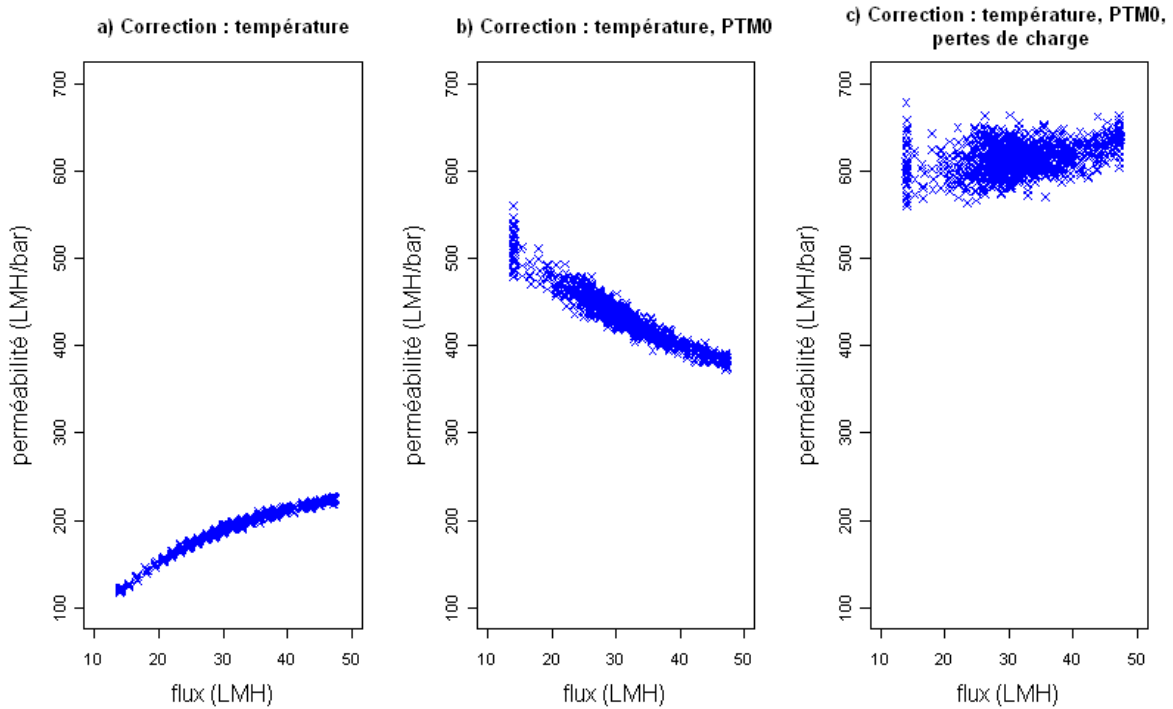 a) Correction : température
b) Correction : température, PTM0
c) Correction : température, PTM0,
pertes de charge
perméabilité (LMH/bar)
700
600
500
400
300
200
100
10 20 30 40 50
flux (LMH)
perméabilité (LMH/bar)
700
600
500
400
300
200
100
10 20 30 40 50
flux (LMH)
perméabilité (LMH/bar)
700
600
500
400
300
200
100
10 20 30 40 50
flux (LMH)